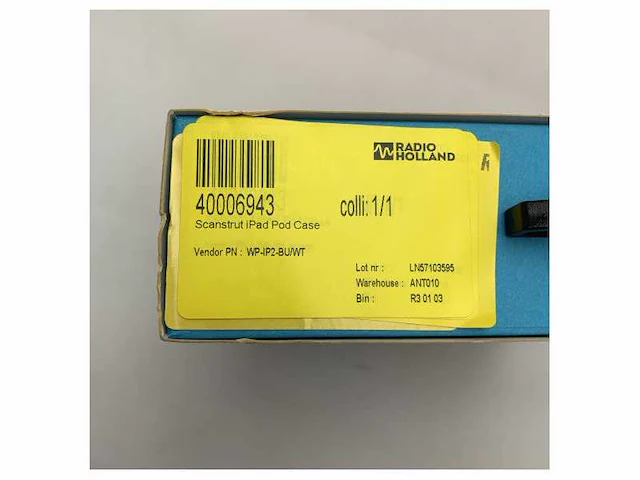 RADIO
HOLLAND
40006943 colli: 1/1
Scanstrut iPad Pod Case
Vendor PN : WP-IP2-BU/WT
Lot nr : LN57103595
Warehouse : ANT010
Bin : R3 01 03